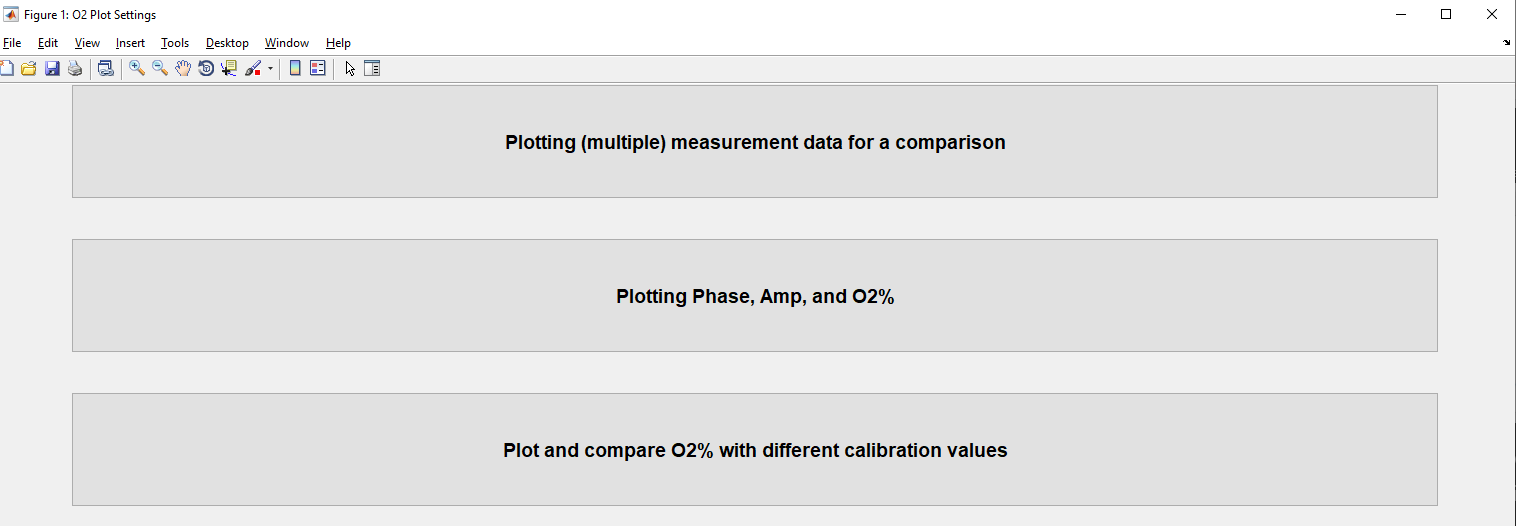 Figure 1: O2 Plot Settings
File Edit View Insert Tools Desktop Window Help
Plotting (multiple) measurement data for a comparison
Plotting Phase, Amp, and O2%
Plot and compare O2% with different calibration values